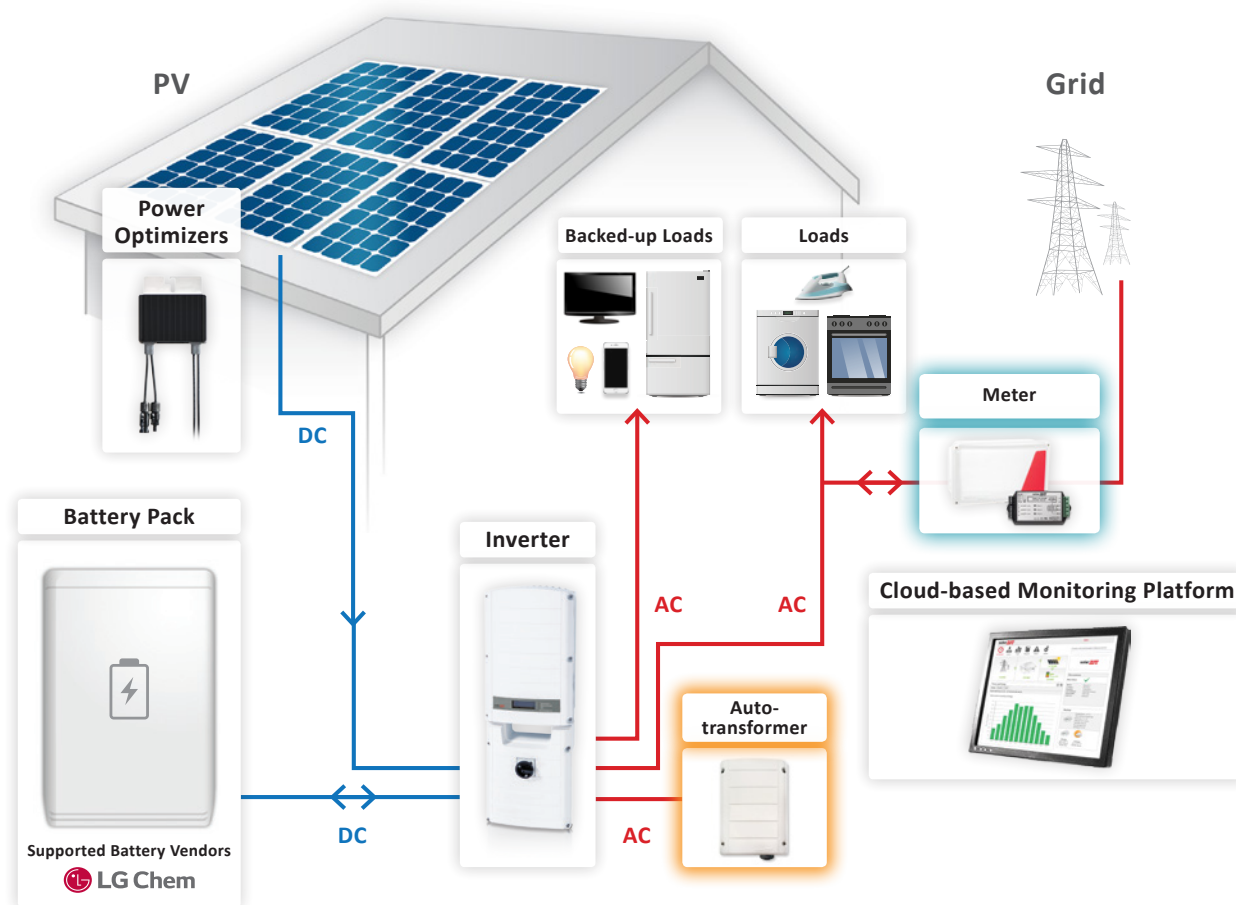 PV
Grid
Power
Optimizers
Backed-up Loads
Loads
Meter
DC
Battery Pack
Inverter
AC
AC
Cloud-based Monitoring Platform
Auto-
transformer
DC
AC
Supported Battery Vendors
LG Chem